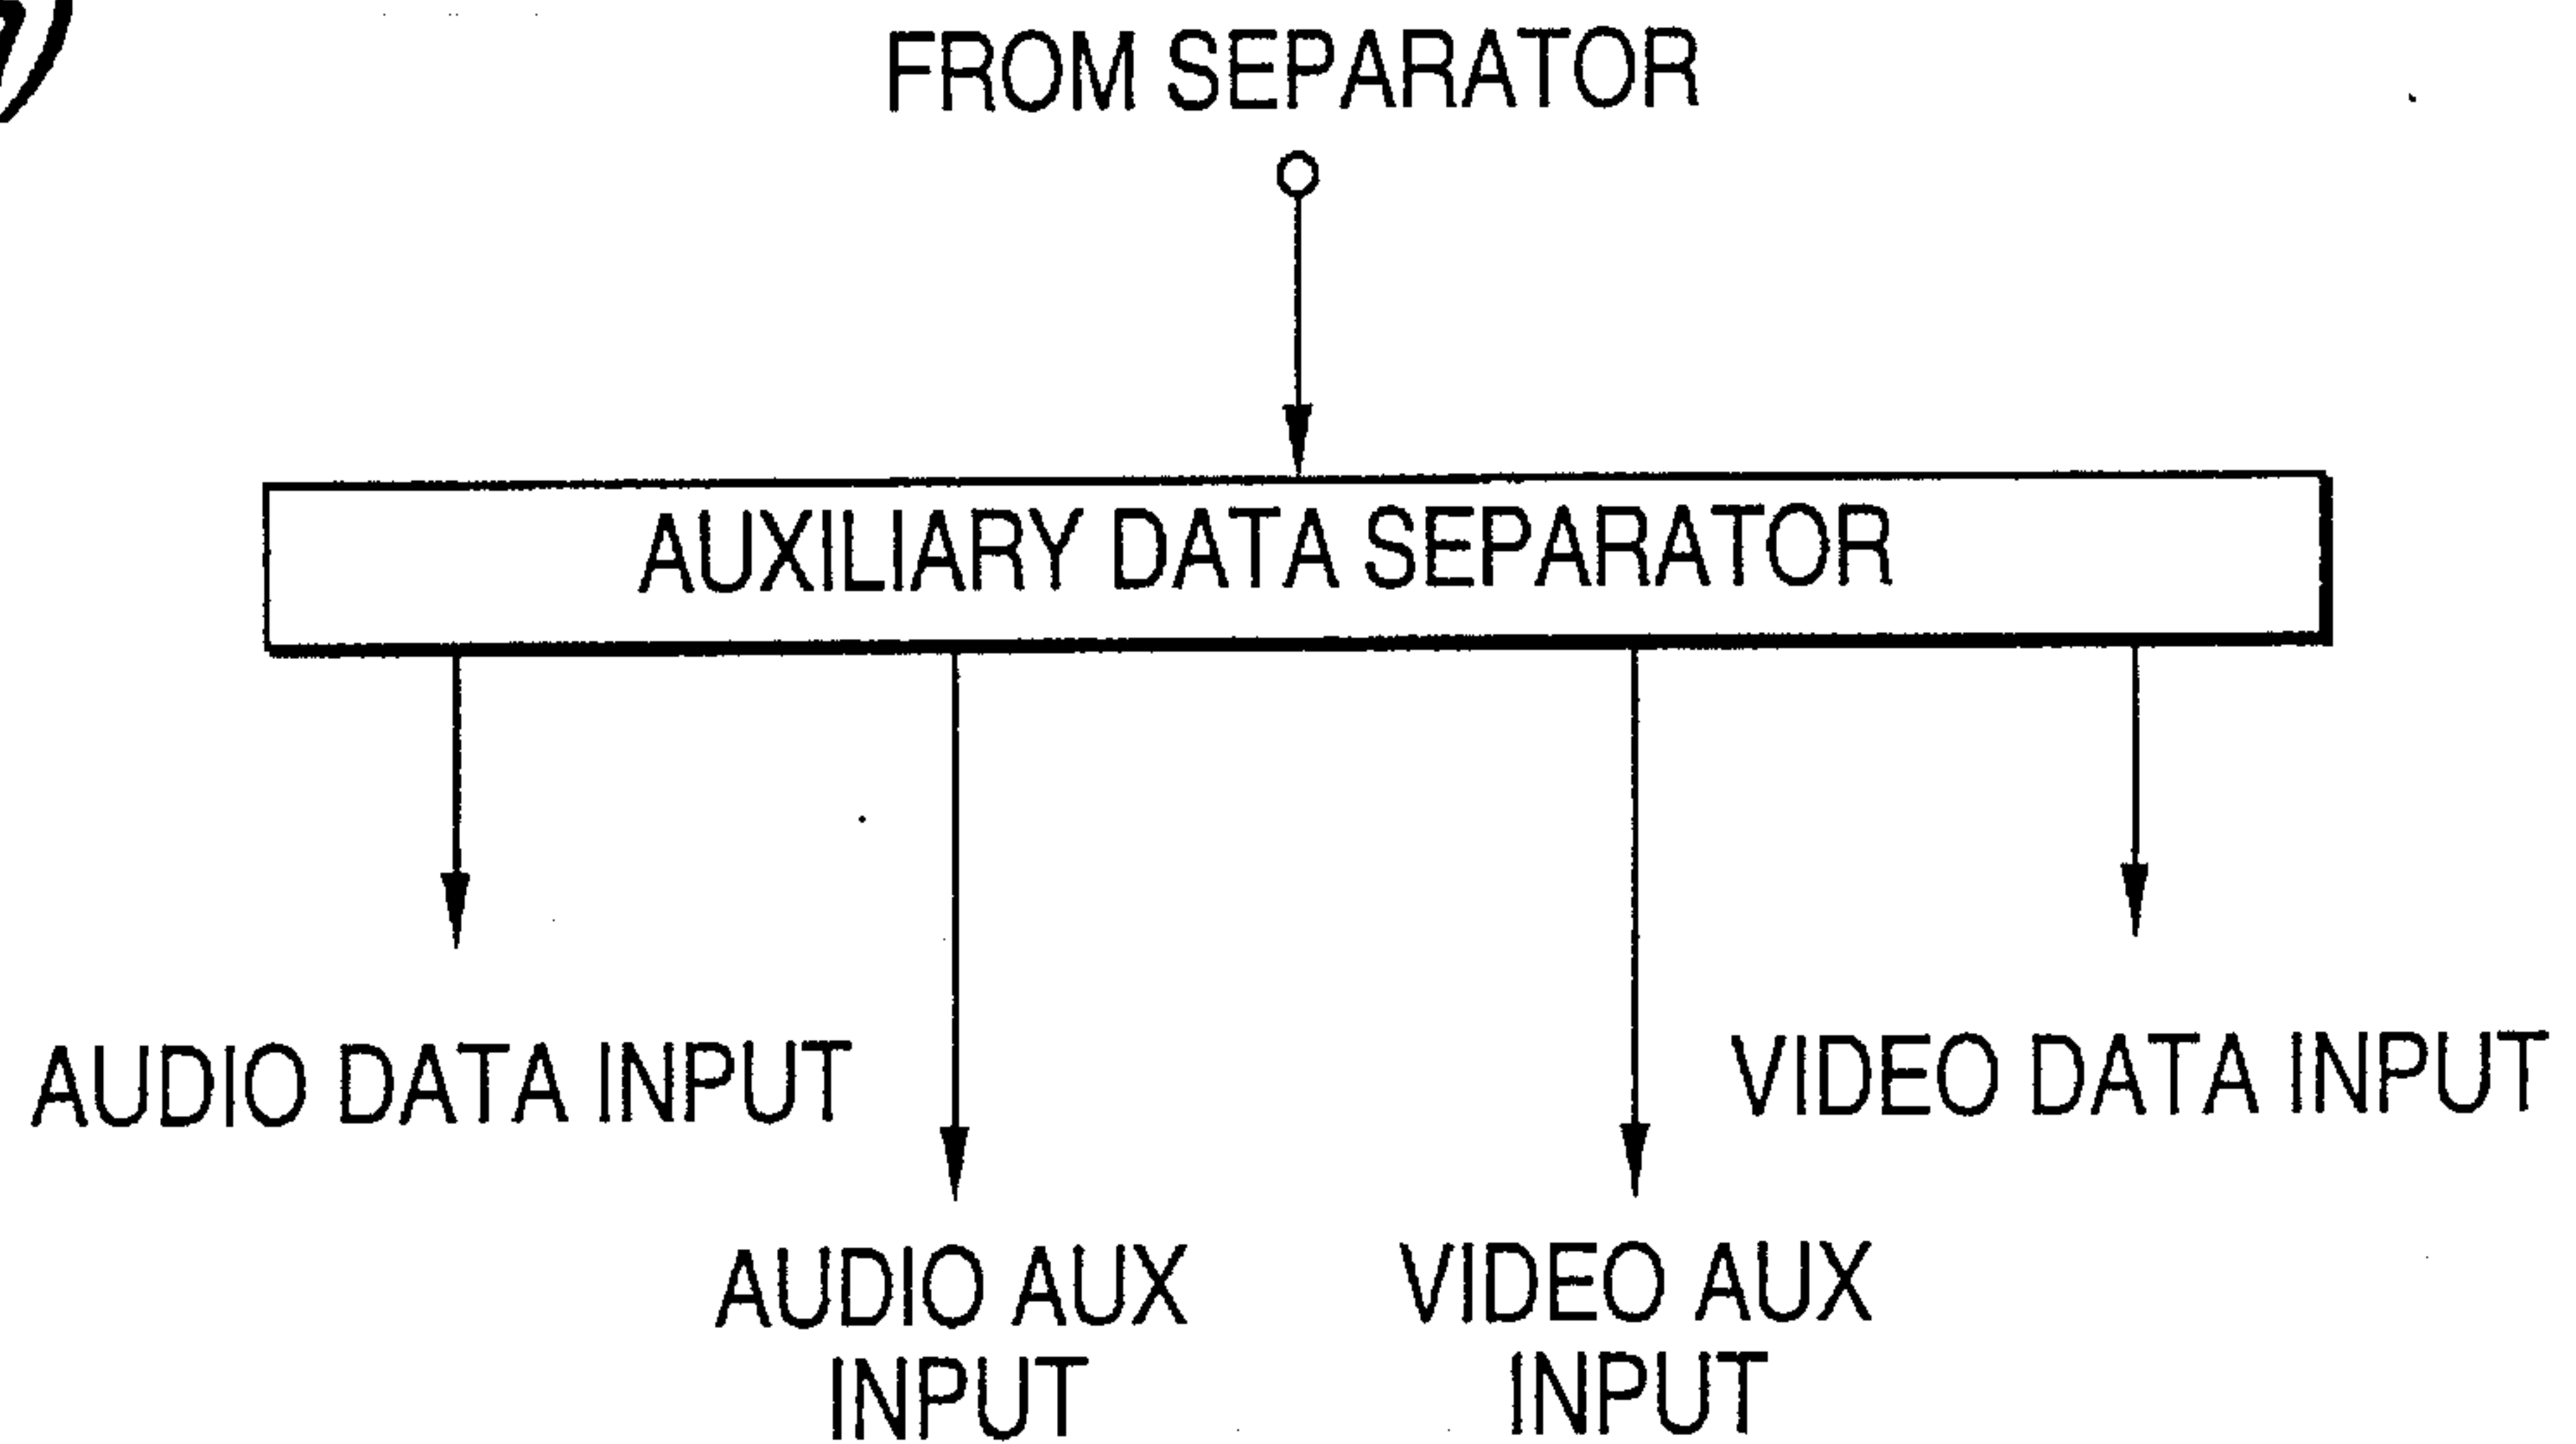 FROM SEPARATOR
AUXILIARY DATA SEPARATOR
AUDIO DATA INPUT
VIDEO DATA INPUT
AUDIO AUX
INPUT
VIDEO AUX
INPUT